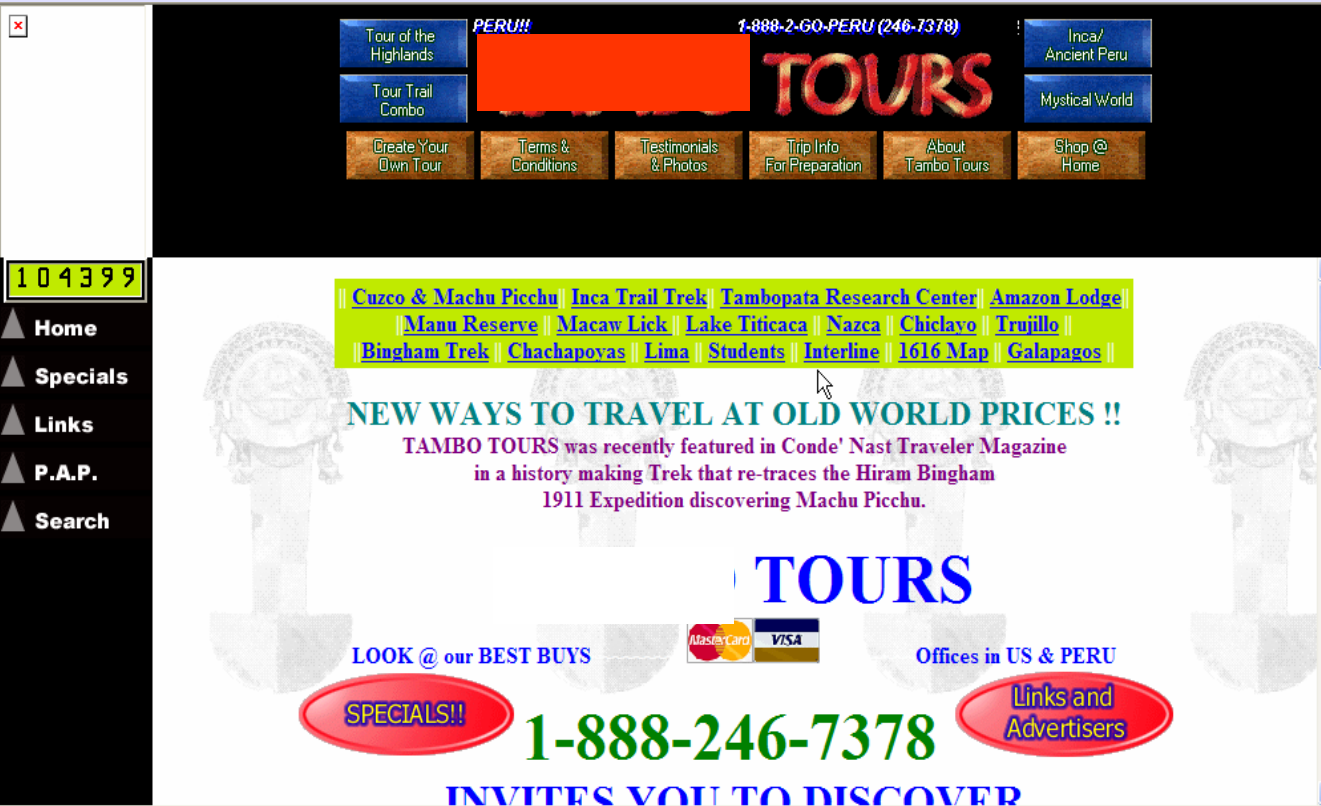 PERU!! 1-888-2-GO-PERU (246-7378)
Tour of the
Highlands
Inca/
Ancient Peru
TOURS
Tour Trail
Combo
Mystical World
Create Your
Own Tour
Terms &
Conditions
Testimonials
& Photos
Trip Info
For Preparation
About
Tambo Tours
Shop @
Home
104399
Home
Specials
Links
P.A.P.
Search
|| Cuzco & Machu Picchu || Inca Trail Trek || Tambopata Research Center || Amazon Lodge ||
|| Manu Reserve || Macaw Lick || Lake Titicaca || Nazca || Chiclayo || Trujillo ||
|| Bingham Trek || Chachapoyas || Lima || Students || Interline || 1616 Map || Galapagos ||
NEW WAYS TO TRAVEL AT OLD WORLD PRICES !!
TAMBO TOURS was recently featured in Conde' Nast Traveler Magazine
in a history making Trek that re-traces the Hiram Bingham
1911 Expedition discovering Machu Picchu.
TOURS
MasterCard VISA
LOOK @ our BEST BUYS
Offices in US & PERU
SPECIALS!!
1-888-246-7378
Links and
Advertisers
INVITES YOU TO DISCOVER